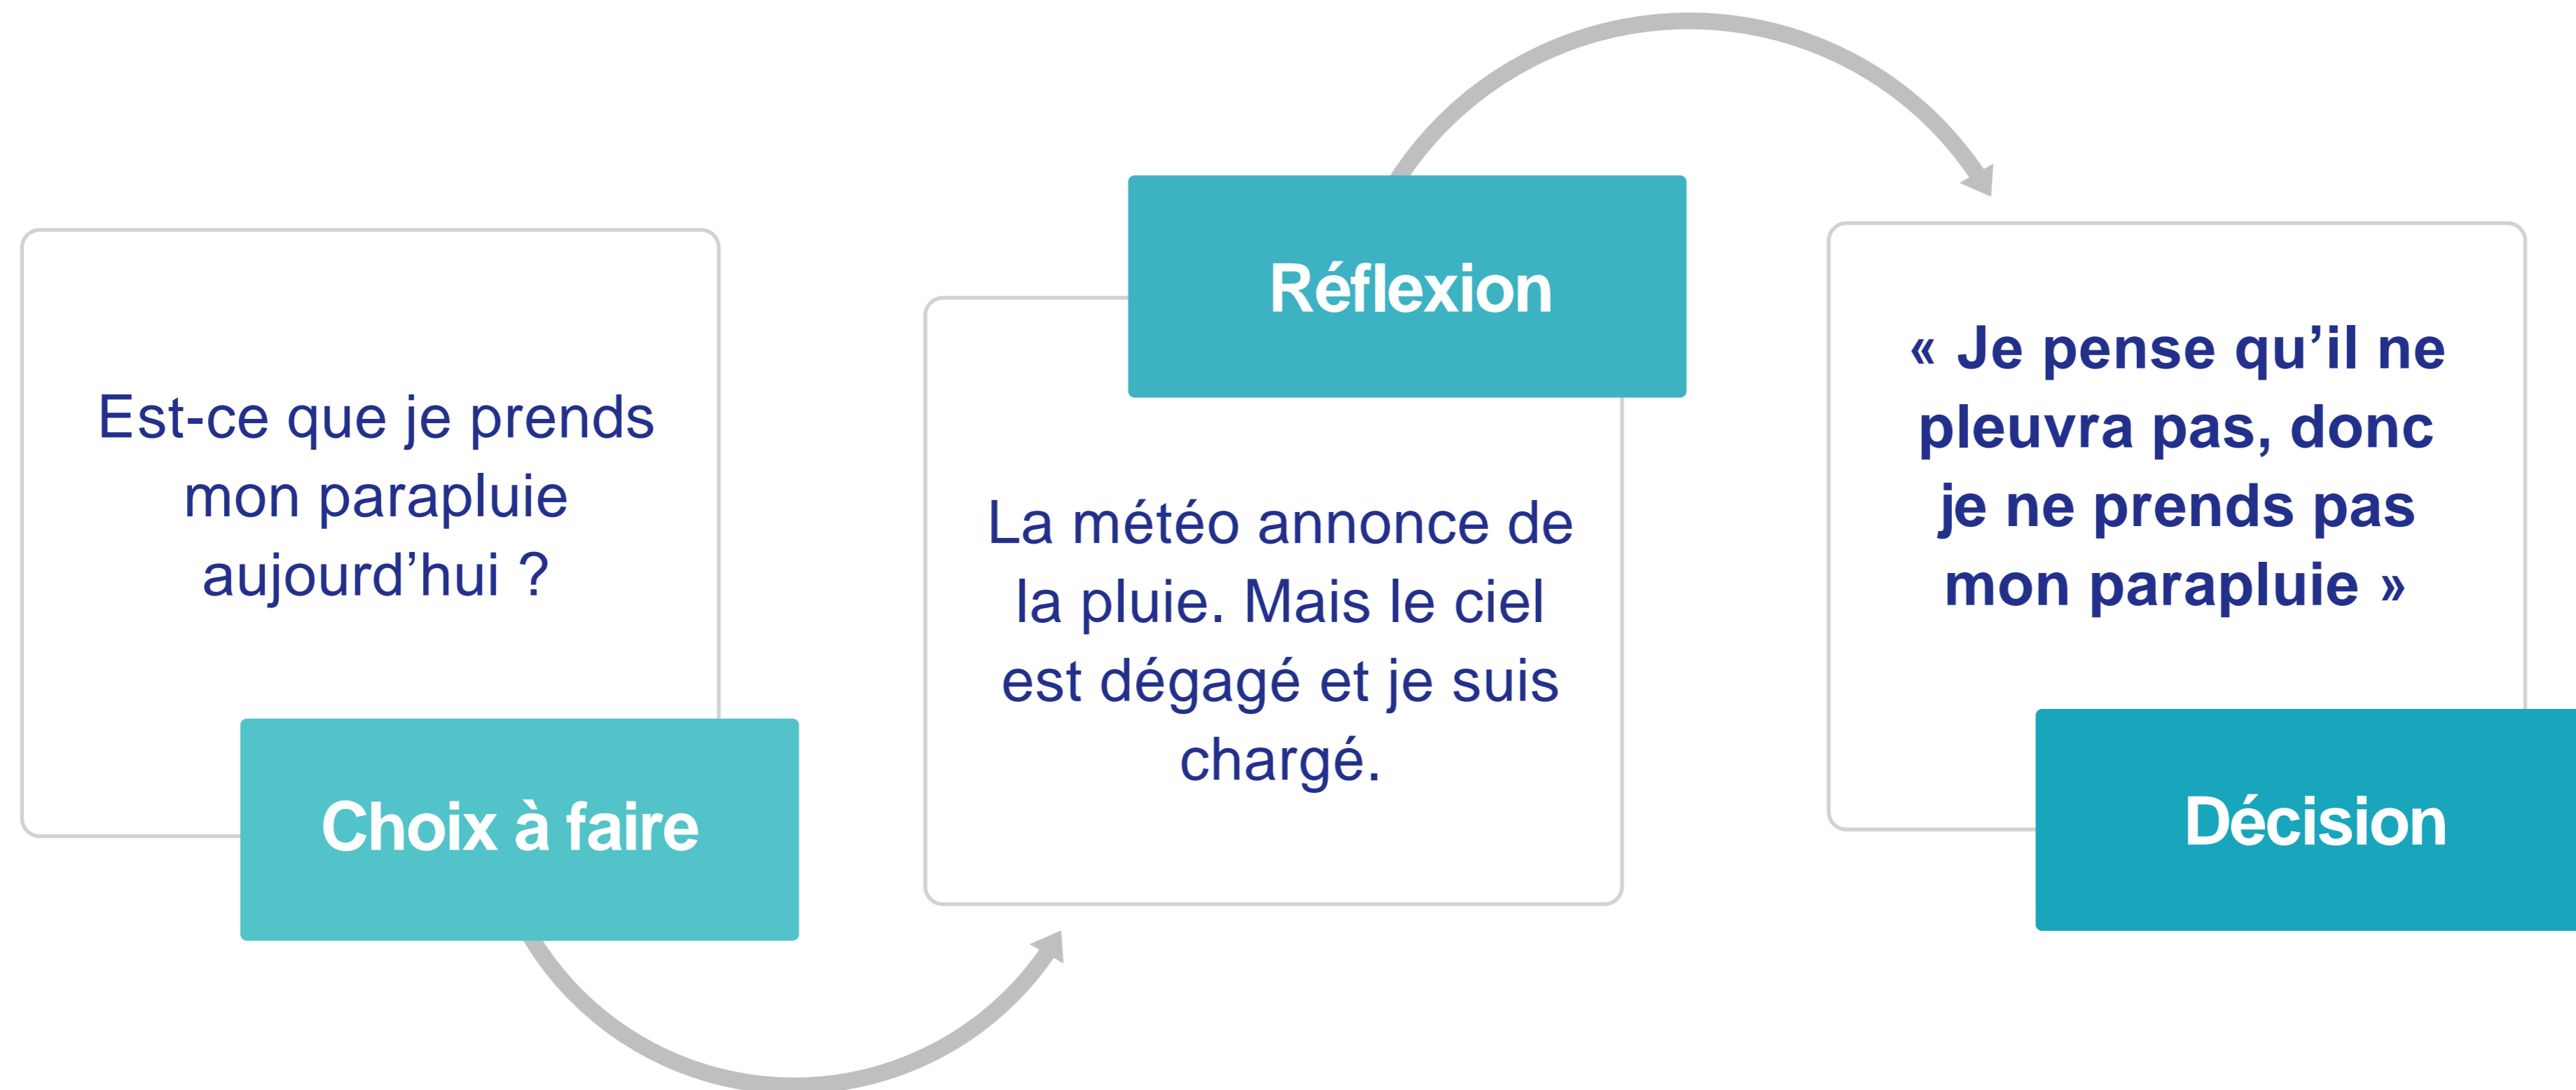 Est-ce que je prends
mon parapluie
aujourd’hui ?
Choix à faire
Réflexion
La météo annonce de
la pluie. Mais le ciel
est dégagé et je suis
chargé.
« Je pense qu’il ne
pleuvra pas, donc
je ne prends pas
mon parapluie »
Décision